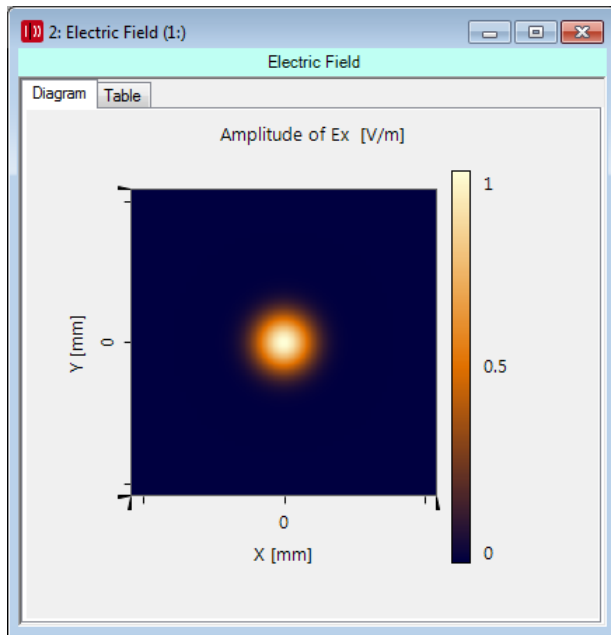 2: Electric Field (1:)
Electric Field
Diagram
Table
Amplitude of Ex [V/m]
1
0.5
0
Y [mm]
0
0
X [mm]